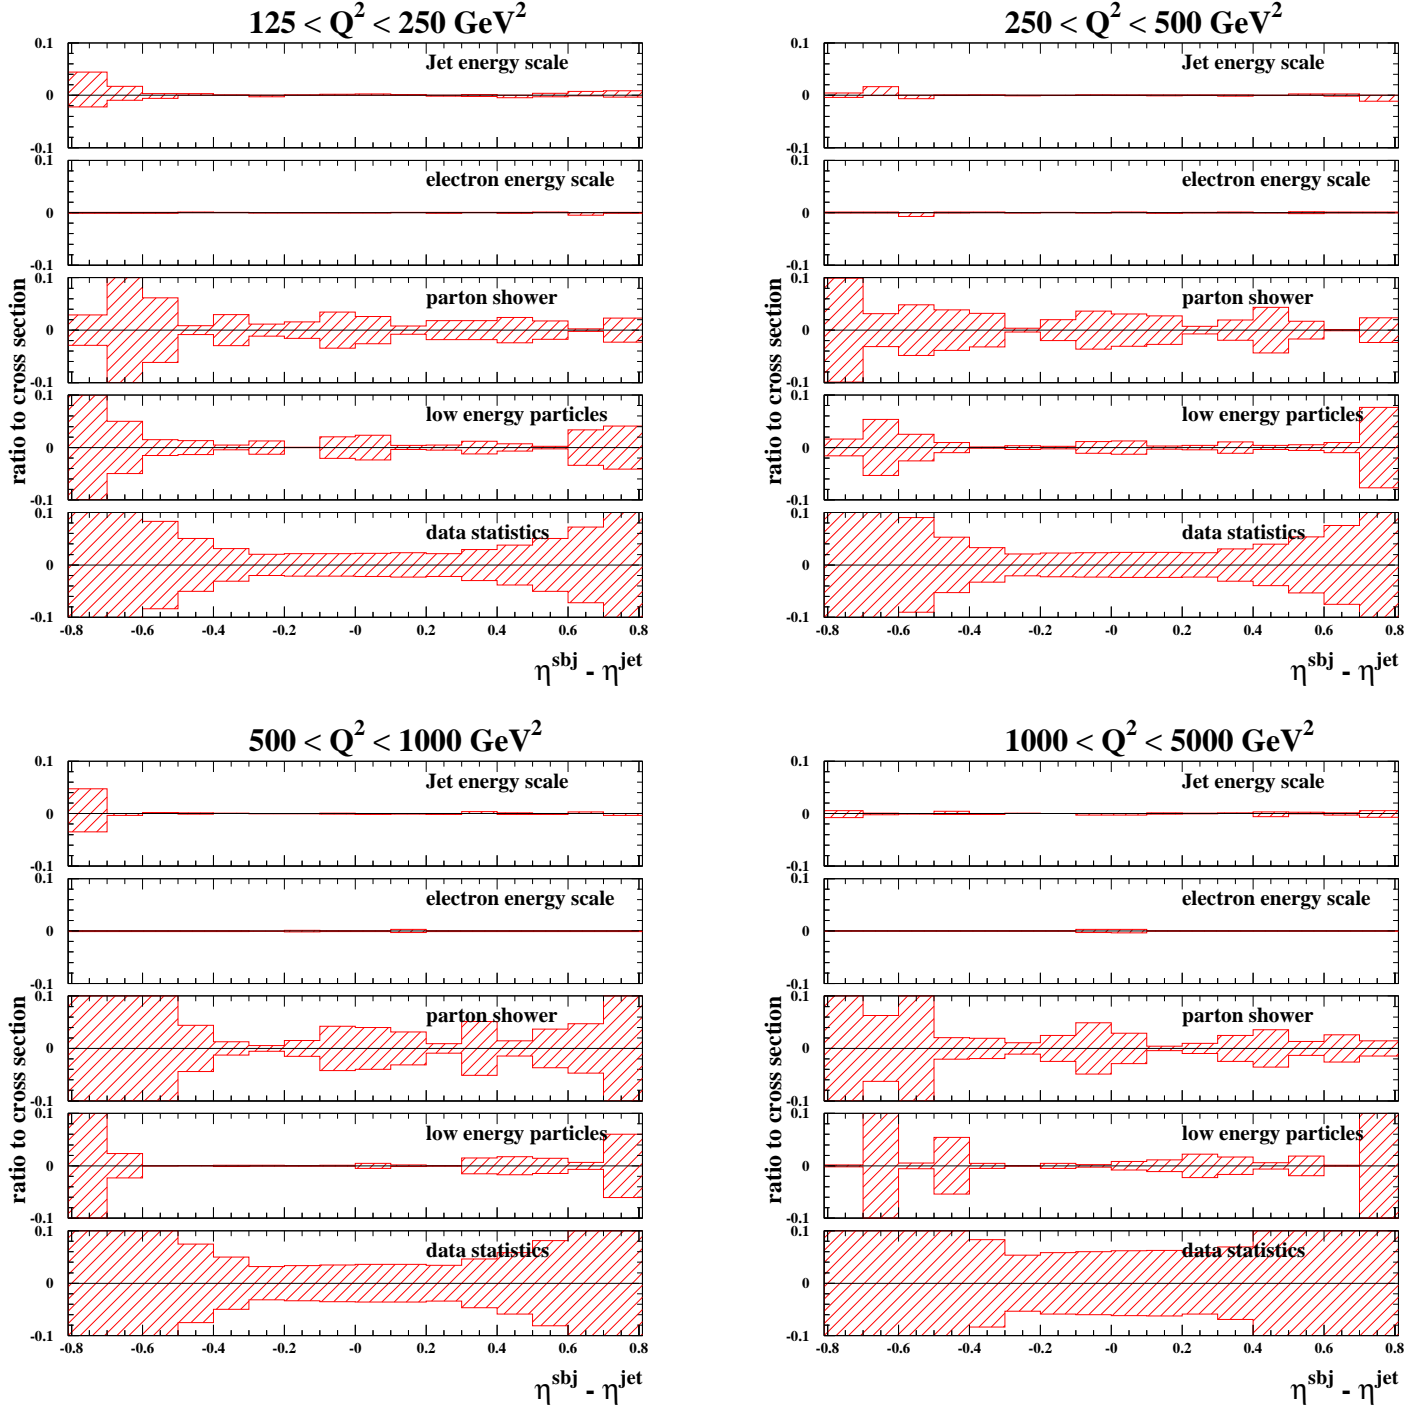 125 < Q² < 250 GeV²
0.1
Jet energy scale
0
-0.1
0.1
electron energy scale
0
-0.1
0.1
parton shower
0
-0.1
0.1
low energy particles
0
-0.1
0.1
data statistics
0
-0.1
ratio to cross section
-0.8 -0.6 -0.4 -0.2 -0 0.2 0.4 0.6 0.8
η^sbj - η^jet
250 < Q² < 500 GeV²
0.1
Jet energy scale
0
-0.1
0.1
electron energy scale
0
-0.1
0.1
parton shower
0
-0.1
0.1
low energy particles
0
-0.1
0.1
data statistics
0
-0.1
ratio to cross section
-0.8 -0.6 -0.4 -0.2 -0 0.2 0.4 0.6 0.8
η^sbj - η^jet
500 < Q² < 1000 GeV²
0.1
Jet energy scale
0
-0.1
0.1
electron energy scale
0
-0.1
0.1
parton shower
0
-0.1
0.1
low energy particles
0
-0.1
0.1
data statistics
0
-0.1
ratio to cross section
-0.8 -0.6 -0.4 -0.2 -0 0.2 0.4 0.6 0.8
η^sbj - η^jet
1000 < Q² < 5000 GeV²
0.1
Jet energy scale
0
-0.1
0.1
electron energy scale
0
-0.1
0.1
parton shower
0
-0.1
0.1
low energy particles
0
-0.1
0.1
data statistics
0
-0.1
ratio to cross section
-0.8 -0.6 -0.4 -0.2 -0 0.2 0.4 0.6 0.8
η^sbj - η^jet